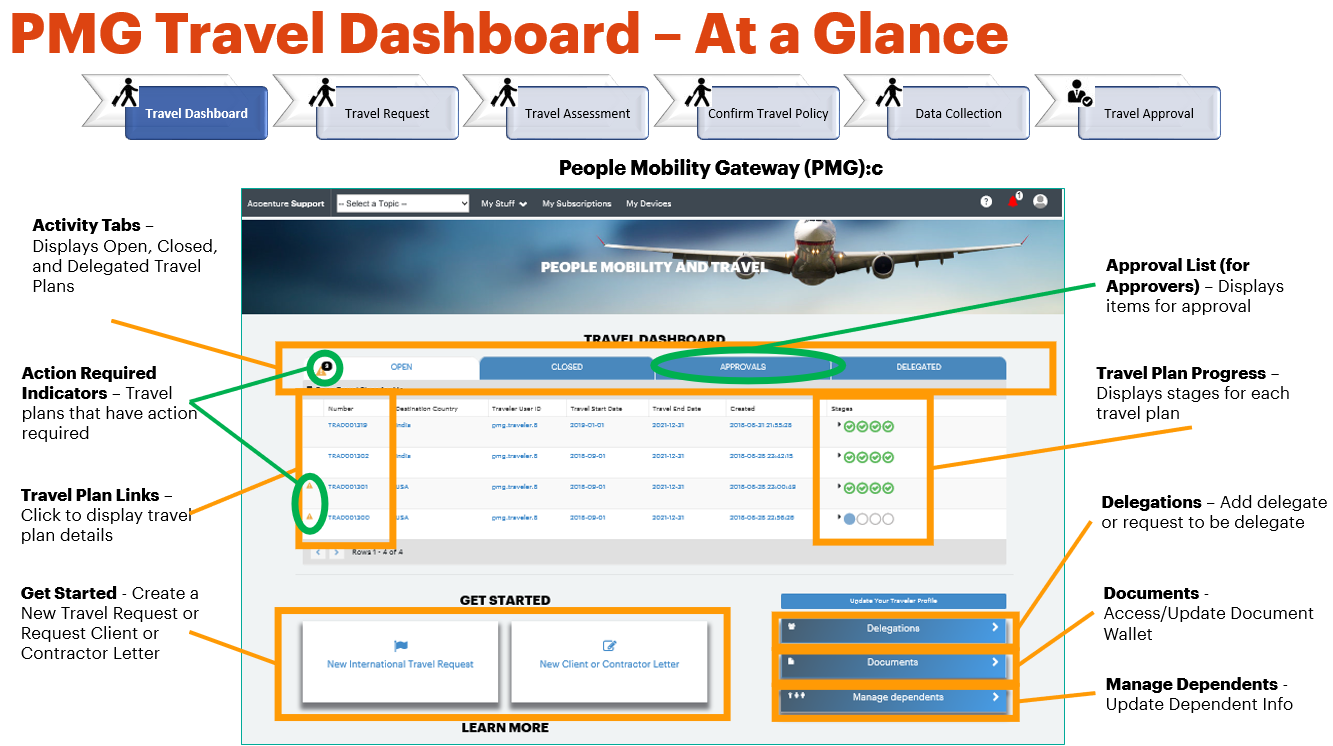 PMG Travel Dashboard – At a Glance
Travel Dashboard
Travel Request
Travel Assessment
Confirm Travel Policy
Data Collection
Travel Approval
People Mobility Gateway (PMG):c
Activity Tabs –
Displays Open, Closed,
and Delegated Travel
Plans
Action Required
Indicators – Travel
plans that have action
required
Travel Plan Links –
Click to display travel
plan details
Get Started - Create a
New Travel Request or
Request Client or
Contractor Letter
Accenture Support
-- Select a Topic --
My Stuff
My Subscriptions
My Devices
?
1
PEOPLE MOBILITY AND TRAVEL
TRAVEL DASHBOARD
OPEN
CLOSED
APPROVALS
DELEGATED
Number Destination Country Traveler User ID Travel Start Date Travel End Date Created Stages
TRA0001319 India pmg.traveler.6 2019-01-01 2021-12-31
TRA0001302 India pmg.traveler.6 2018-09-01 2021-12-31
TRA0001301 USA pmg.traveler.6 2018-09-01 2021-12-31
TRA0001300 USA pmg.traveler.6 2018-09-01 2021-12-31
Rows 1 - 4 of 4
GET STARTED
New International Travel Request
New Client or Contractor Letter
LEARN MORE
Update Your Traveler Profile
Delegations
Documents
Manage dependents
Approval List (for
Approvers) – Displays
items for approval
Travel Plan Progress –
Displays stages for each
travel plan
Delegations – Add delegate
or request to be delegate
Documents -
Access/Update Document
Wallet
Manage Dependents -
Update Dependent Info